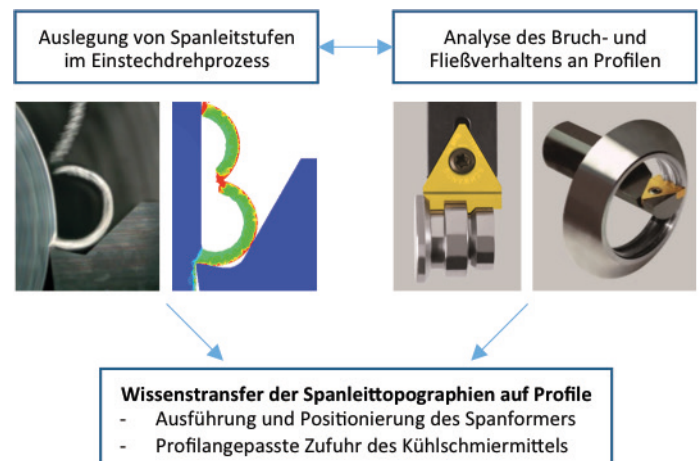 Auslegung von Spanleitstufen
im Einstechdrehprozess
Analyse des Bruch- und
Fließverhaltens an Profilen
Wissenstransfer der Spanleittopographien auf Profile
- Ausführung und Positionierung des Spanformers
- Profilangepasste Zufuhr des Kühlschmiermittels